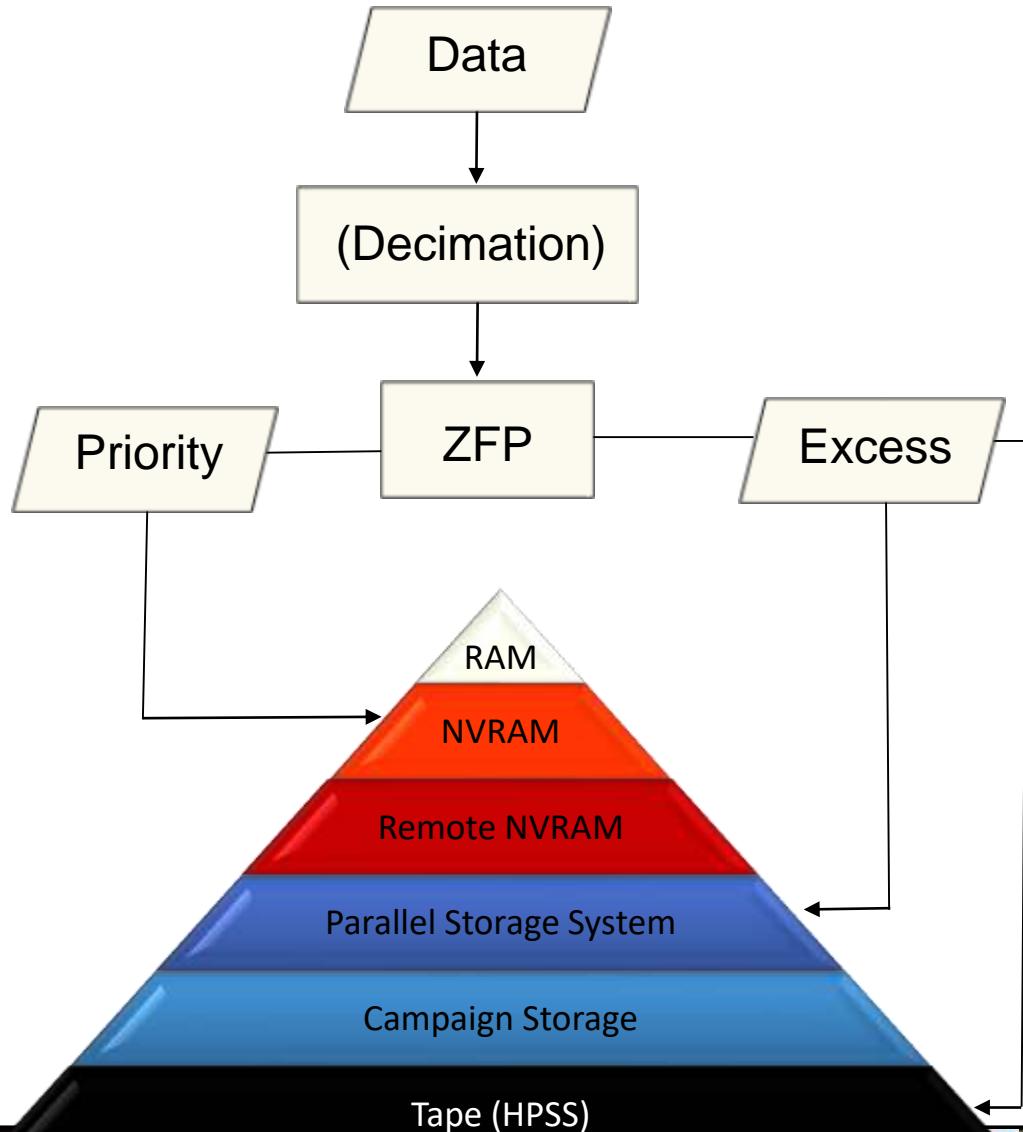 Data
(Decimation)
Priority
ZFP
Excess
RAM
NVRAM
Remote NVRAM
Parallel Storage System
Campaign Storage
Tape (HPSS)